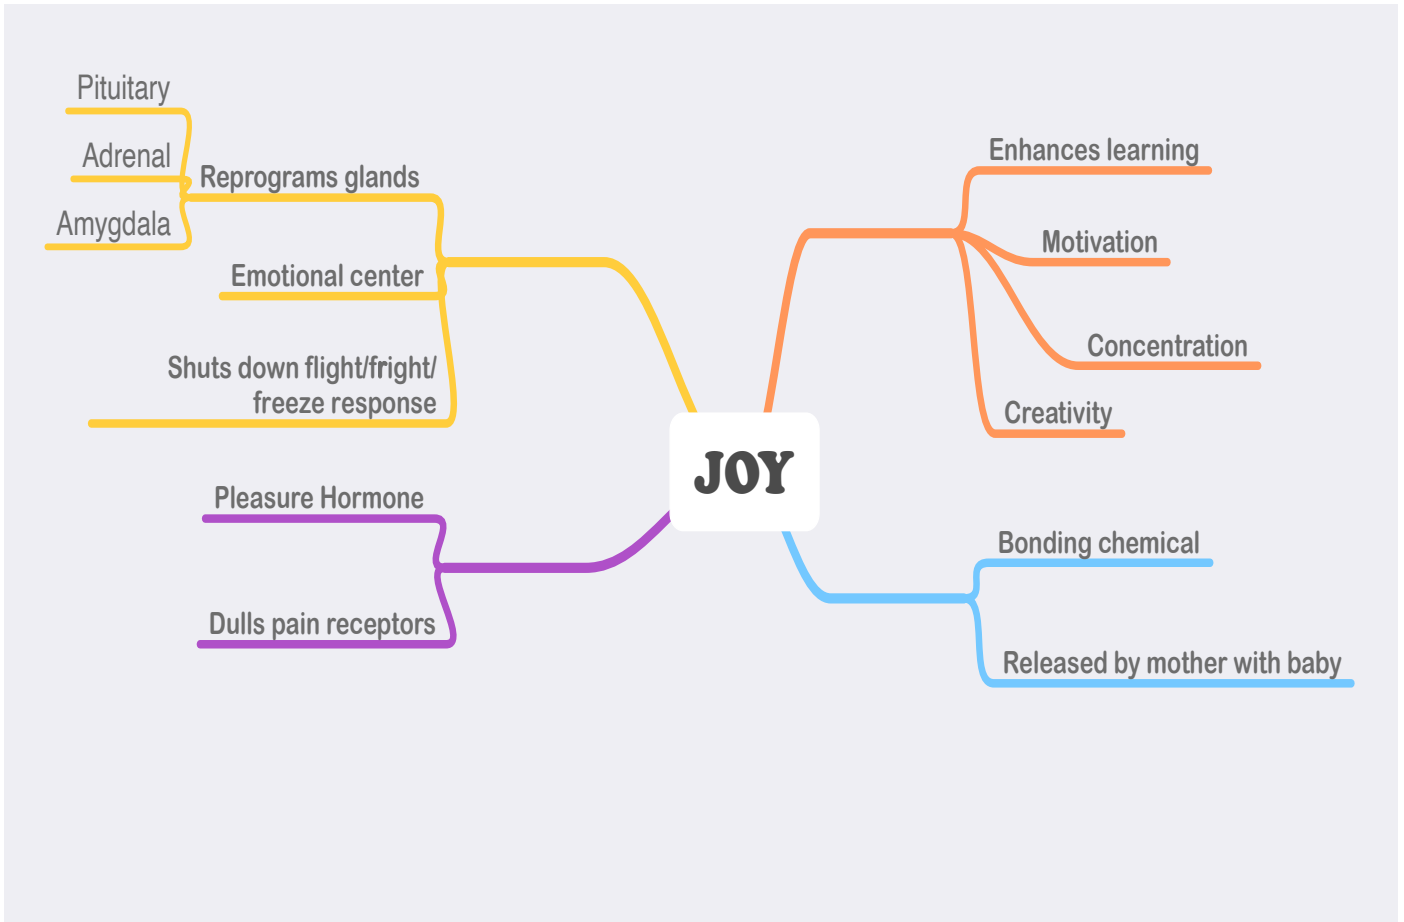 Pituitary
Adrenal
Amygdala
Reprograms glands
Emotional center
Shuts down flight/fright/
freeze response
Pleasure Hormone
Dulls pain receptors
JOY
Enhances learning
Motivation
Concentration
Creativity
Bonding chemical
Released by mother with baby